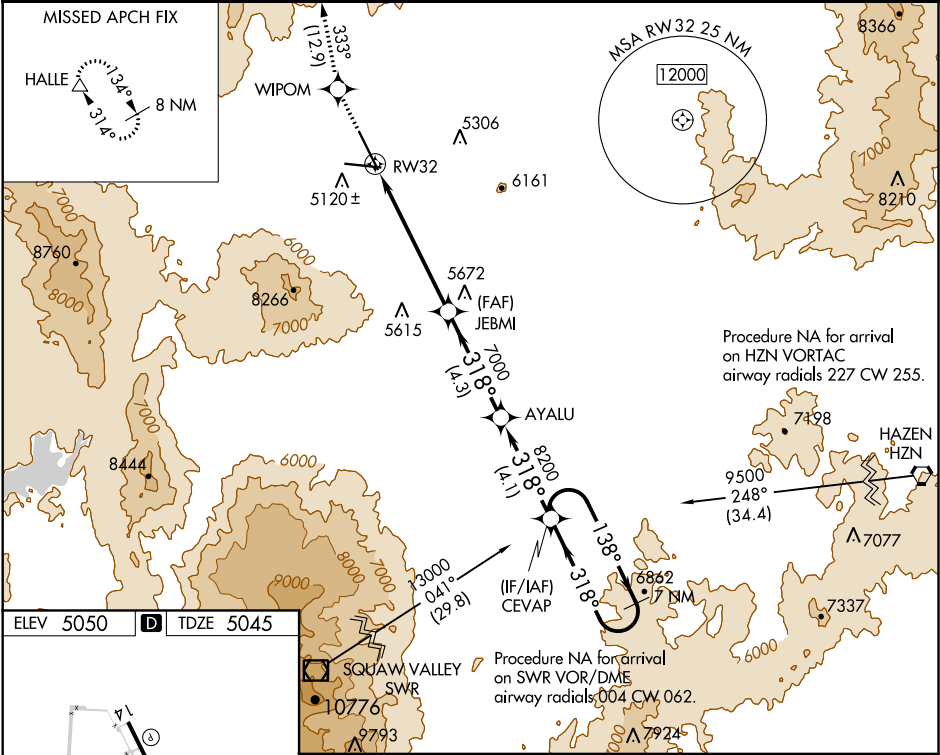 MISSED APCH FIX
HALLE
134°
314°
8 NM
333°
(12.9)
WIPOM
MSA RW32 25 NM
12000
8366
5306
RW32
6161
5120 ±
7000
8210
7000
8760
8000
6000
8266
7000
5672
(FAF)
JEBMI
5615
7000
318°
(4.3)
Procedure NA for arrival
on HZN VORTAC
airway radials 227 CW 255.
AYALU
7198
HAZEN
HZN
7000
8444
6000
8200
318°
(4.1)
9500
248°
(34.4)
7000
8000
9000
138°
7077
13000
041°
(29.8)
(IF/IAF)
CEVAP
318°
6862
7 NM
7337
6000
ELEV 5050
D
TDZE 5045
SQUAW VALLEY
SWR
Procedure NA for arrival
on SWR VOR/DME
airway radials 004 CW 062.
10776
9793
7924
14
P